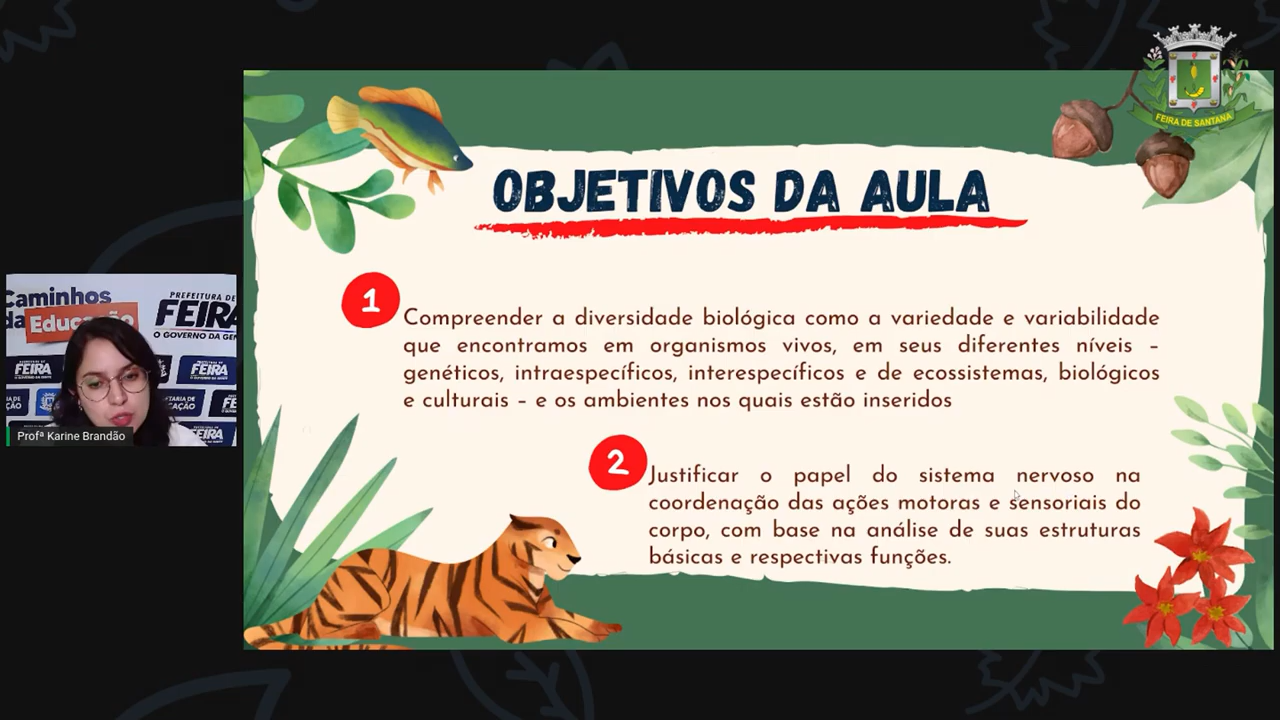 FEIRA DE SANTANA
OBJETIVOS DA AULA
1
Compreender a diversidade biológica como a variedade e variabilidade
que encontramos em organismos vivos, em seus diferentes níveis –
genéticos, intraespecíficos, interespecíficos e de ecossistemas, biológicos
e culturais – e os ambientes nos quais estão inseridos
2
Justificar o papel do sistema nervoso na
coordenação das ações motoras e sensoriais do
corpo, com base na análise de suas estruturas
básicas e respectivas funções.
Caminhos
da Educação
PREFEITURA DE
FEIRA
O GOVERNO DA GEN
FEIRA
FEIRA
FEIRA
Profª Karine Brandão